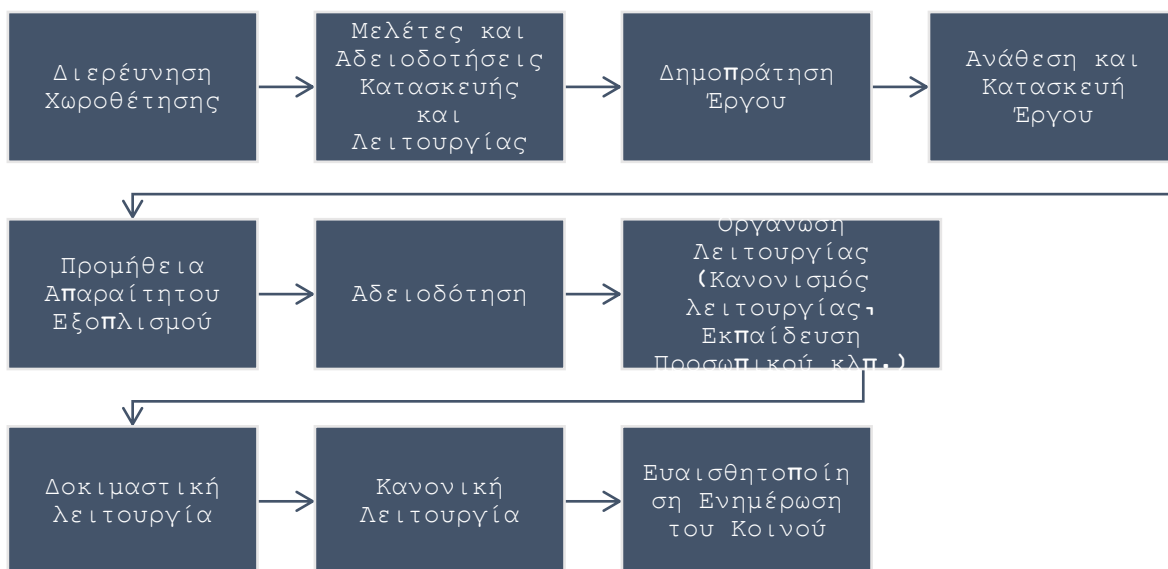 Διερεύνηση
Χωροθέτησης
Μελέτες και
Αδειοδοτήσεις
Κατασκευής
και
Λειτουργίας
Δημοπράτηση
Έργου
Ανάθεση και
Κατασκευή
Έργου
Προμήθεια
Απαραίτητου
Εξοπλισμού
Αδειοδότηση
Οργάνωση
Λειτουργίας
(Κανονισμός
λειτουργίας,
Εκπαίδευση
Προσωπικού κλπ.)
Δοκιμαστική
λειτουργία
Κανονική
Λειτουργία
Ευαισθητοποίη
ση Ενημέρωση
του Κοινού